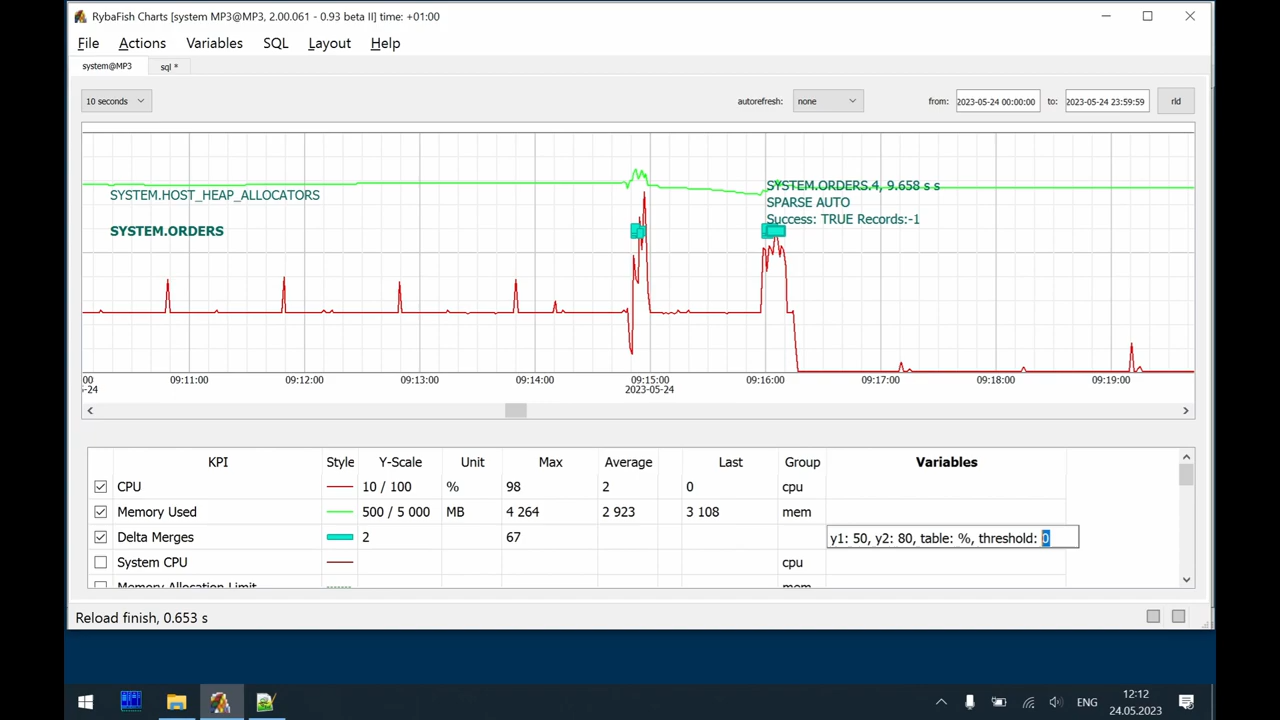 RybaFish Charts [system MP3@MP3, 2.00.061 - 0.93 beta II] time: +01:00
File Actions Variables SQL Layout Help
system@MP3 sql *
10 seconds autorefresh: none from: 2023-05-24 00:00:00 to: 2023-05-24 23:59:59 rld
SYSTEM.ORDERS.4, 9.658 s s
SYSTEM.HOST_HEAP_ALLOCATORS
SPARSE AUTO
Success: TRUE Records:-1
SYSTEM.ORDERS
00 09:11:00 09:12:00 09:13:00 09:14:00 09:15:00 09:16:00 09:17:00 09:18:00 09:19:00
-24 2023-05-24
KPI Style Y-Scale Unit Max Average Last Group Variables
CPU 10 / 100 % 98 2 0 cpu
Memory Used 500 / 5 000 MB 4 264 2 923 3 108 mem
Delta Merges 2 67 y1: 50, y2: 80, table: %, threshold: 0
System CPU cpu
Memory Allocation Limit mem
Reload finish, 0.653 s
ENG 12:12
24.05.2023